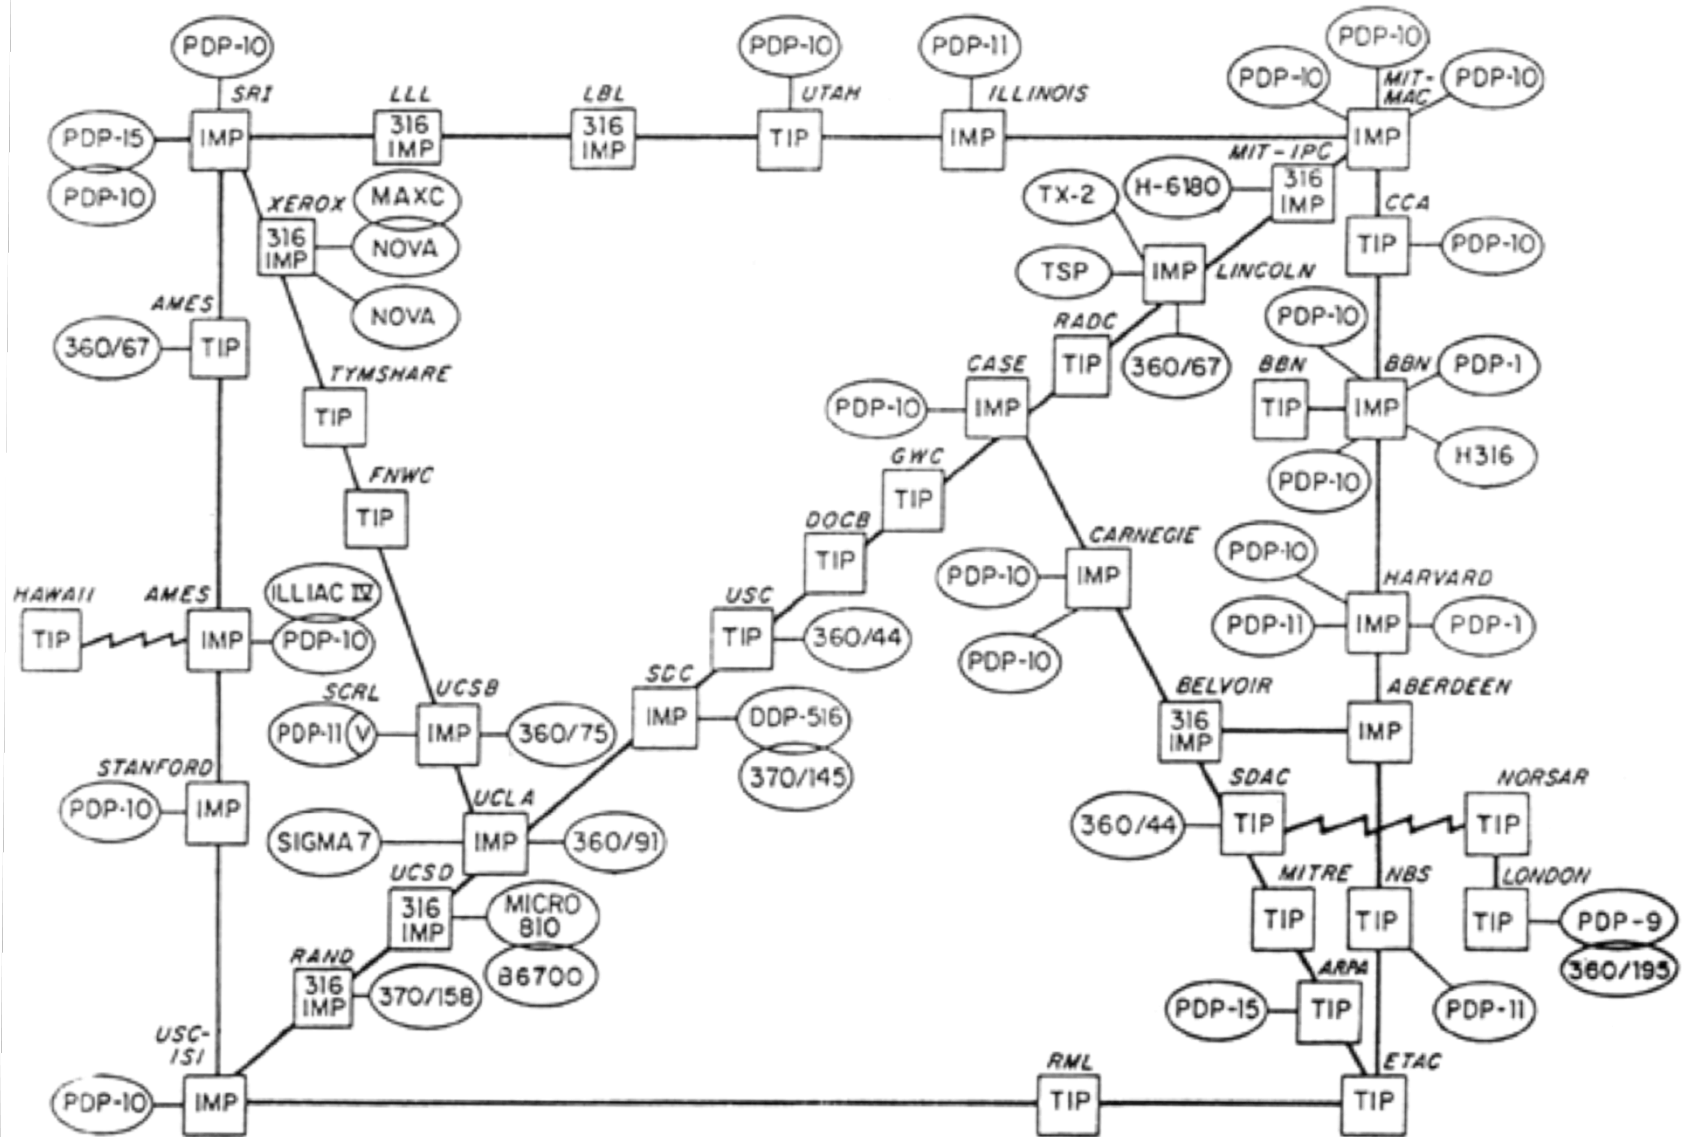 PDP-10
PDP-10
PDP-11
PDP-10
SRI
LLL
LBL
UTAH
ILLINOIS
PDP-10
MIT-
MAC
PDP-10
PDP-15
IMP
316
IMP
316
IMP
TIP
IMP
IMP
PDP-10
MIT-IPC
XEROX
MAXC
TX-2
H-6180
316
IMP
CCA
316
IMP
NOVA
TIP
PDP-10
TSP
IMP
LINCOLN
AMES
NOVA
RADC
PDP-10
360/67
TIP
TYMSHARE
CASE
TIP
360/67
BBN
BBN
PDP-1
TIP
PDP-10
IMP
TIP
IMP
FNWC
GWC
PDP-10
H316
TIP
TIP
DOCB
CARNEGIE
PDP-10
HAWAII
AMES
ILLIAC IV
TIP
PDP-10
IMP
HARVARD
USC
TIP
IMP
PDP-10
TIP
360/44
PDP-11
IMP
PDP-1
PDP-10
SCRL
UCSB
SDC
BELVOIR
ABERDEEN
PDP-11 V
IMP
360/75
IMP
DDP-516
316
IMP
IMP
STANFORD
370/145
SDAC
NORSAR
PDP-10
IMP
UCLA
360/44
TIP
TIP
SIGMA 7
IMP
360/91
UCSD
MITRE
NBS
LONDON
316
IMP
MICRO
810
TIP
TIP
TIP
PDP-9
RAND
B6700
ARPA
360/195
316
IMP
370/158
PDP-15
TIP
PDP-11
USC-
ISI
RML
ETAC
PDP-10
IMP
TIP
TIP